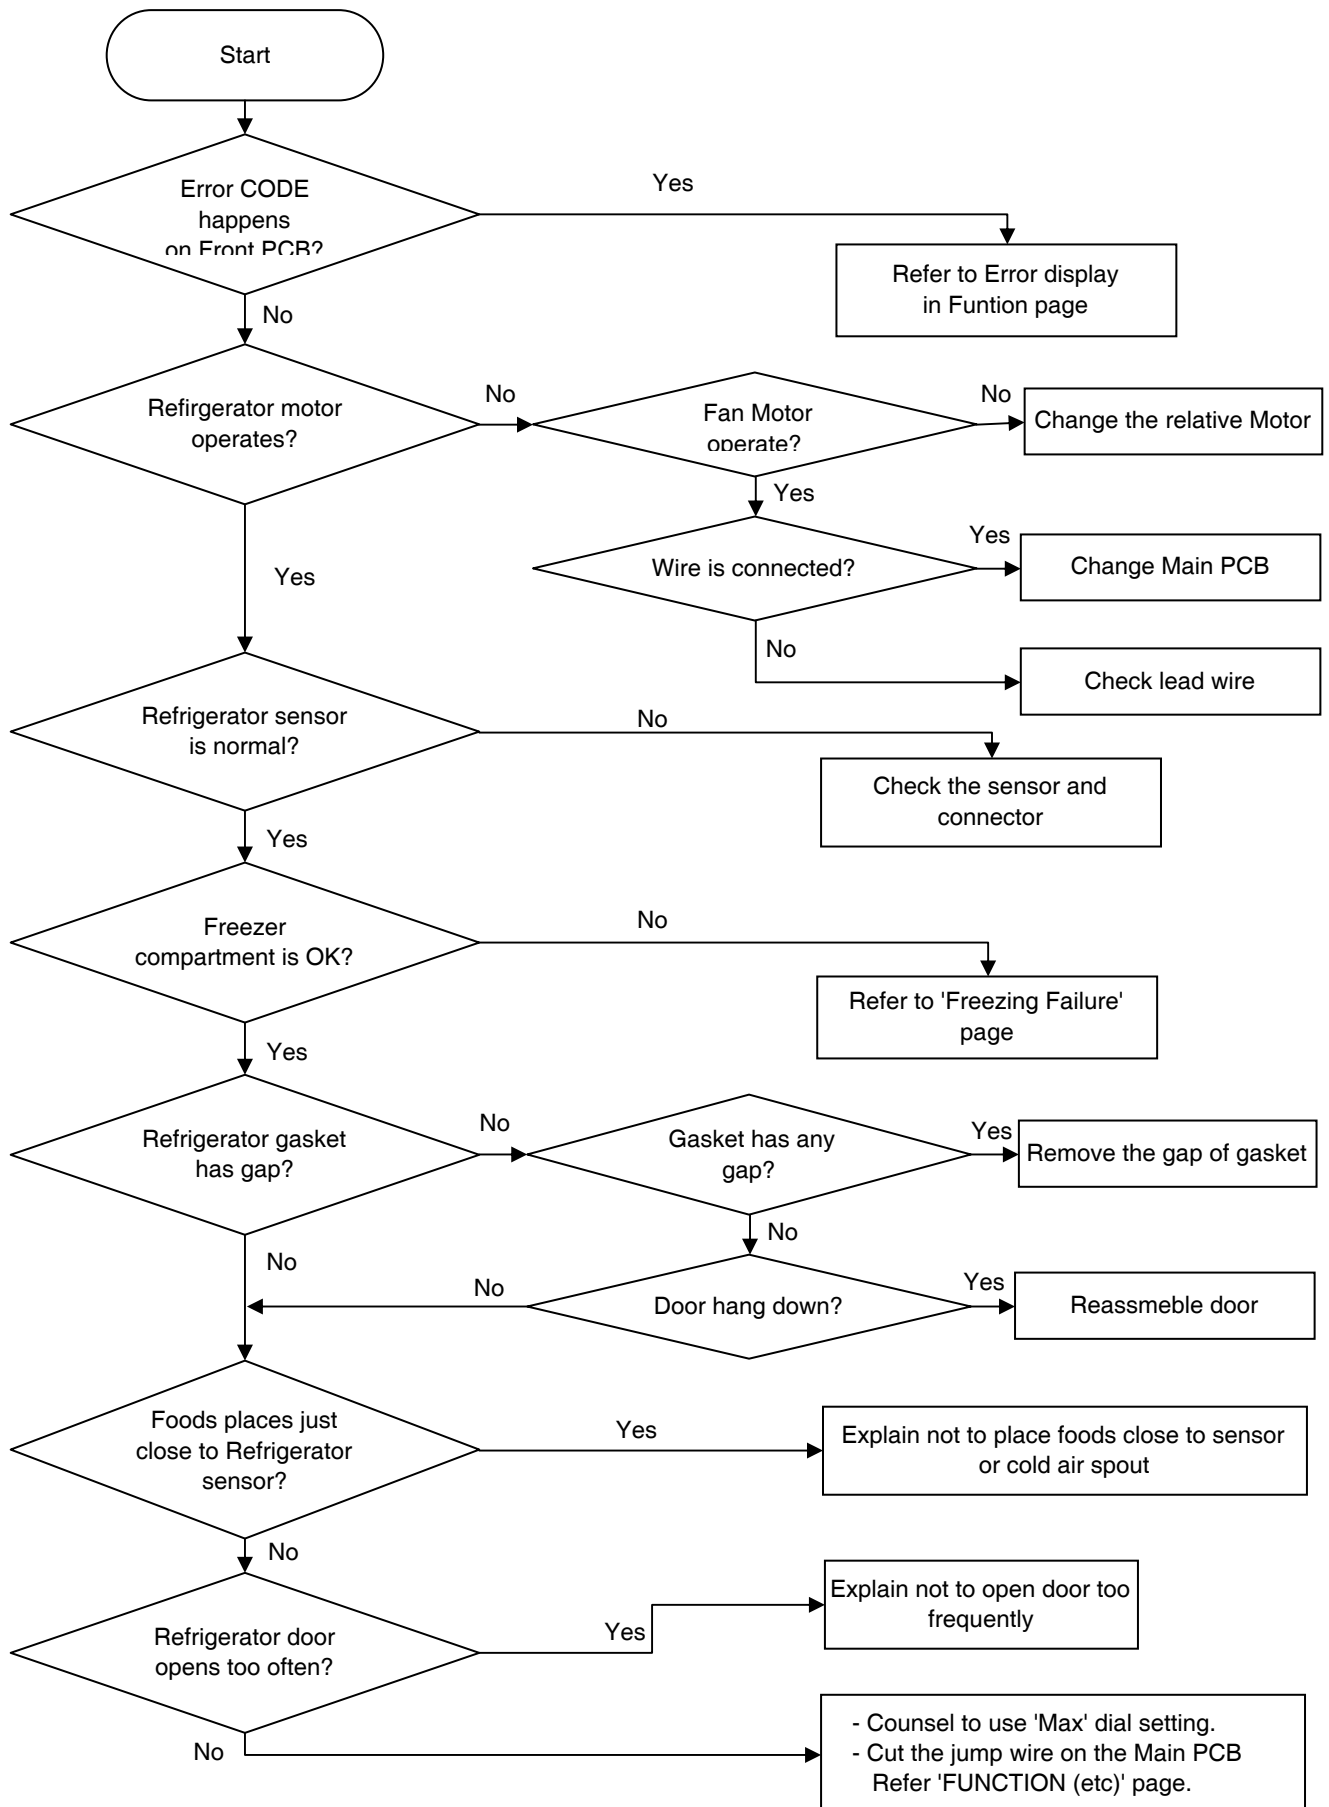 Start
Error CODE
happens
on Front PCB?
Yes
Refer to Error display
in Funtion page
No
Refirgerator motor
operates?
No
Fan Motor
operate?
No
Change the relative Motor
Yes
Wire is connected?
Yes
Change Main PCB
Yes
No
Check lead wire
Refrigerator sensor
is normal?
No
Check the sensor and
connector
Yes
Freezer
compartment is OK?
No
Refer to 'Freezing Failure'
page
Yes
Refrigerator gasket
has gap?
No
Gasket has any
gap?
Yes
Remove the gap of gasket
No
No
Door hang down?
Yes
Reassmeble door
No
Foods places just
close to Refrigerator
sensor?
Yes
Explain not to place foods close to sensor
or cold air spout
No
Refrigerator door
opens too often?
Yes
Explain not to open door too
frequently
No
- Counsel to use 'Max' dial setting.
- Cut the jump wire on the Main PCB
Refer 'FUNCTION (etc)' page.